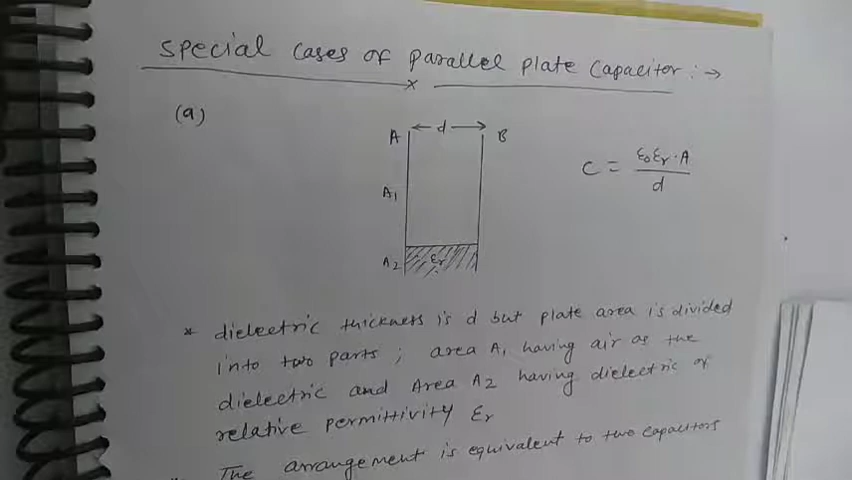 special cases of parallel plate capacitor : →
×
(a)
A ← d → B
C = ε₀εᵣ·A / d
A₁
A₂ εᵣ
* dielectric thickness is d but plate area is divided
into two parts ; area A₁ having air as the
dielectric and Area A₂ having dielectric of
relative permittivity εᵣ
The arrangement is equivalent to two capacitors